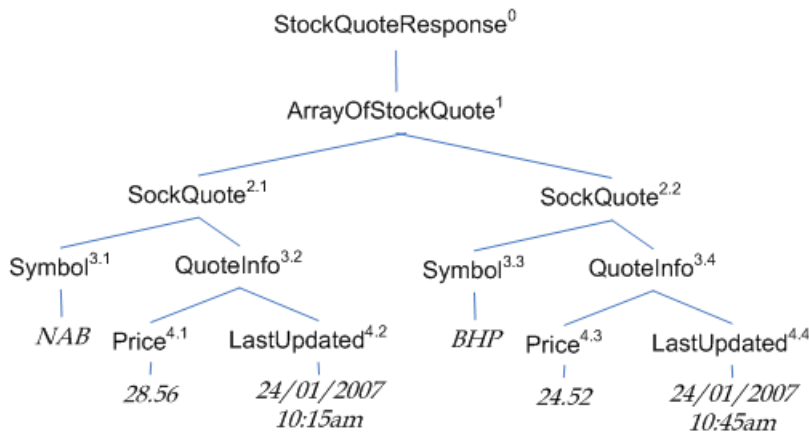 StockQuoteResponse0
ArrayOfStockQuote1
SockQuote2.1
SockQuote2.2
Symbol3.1
QuoteInfo3.2
Symbol3.3
QuoteInfo3.4
NAB
Price4.1
LastUpdated4.2
BHP
Price4.3
LastUpdated4.4
28.56
24/01/2007
10:15am
24.52
24/01/2007
10:45am